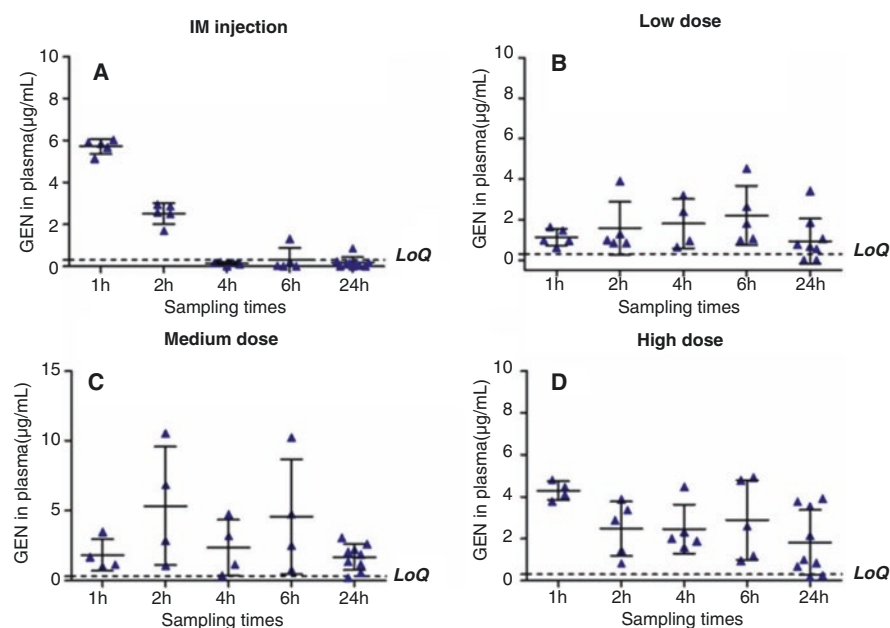 IM injection
A
GEN in plasma(µg/mL)
10
8
6
4
2
0
LoQ
1h 2h 4h 6h 24h
Sampling times
Low dose
B
GEN in plasma(µg/mL)
10
8
6
4
2
0
LoQ
1h 2h 4h 6h 24h
Sampling times
Medium dose
C
GEN in plasma(µg/mL)
15
10
5
0
LoQ
1h 2h 4h 6h 24h
Sampling times
High dose
D
GEN in plasma(µg/mL)
10
8
6
4
2
0
LoQ
1h 2h 4h 6h 24h
Sampling times